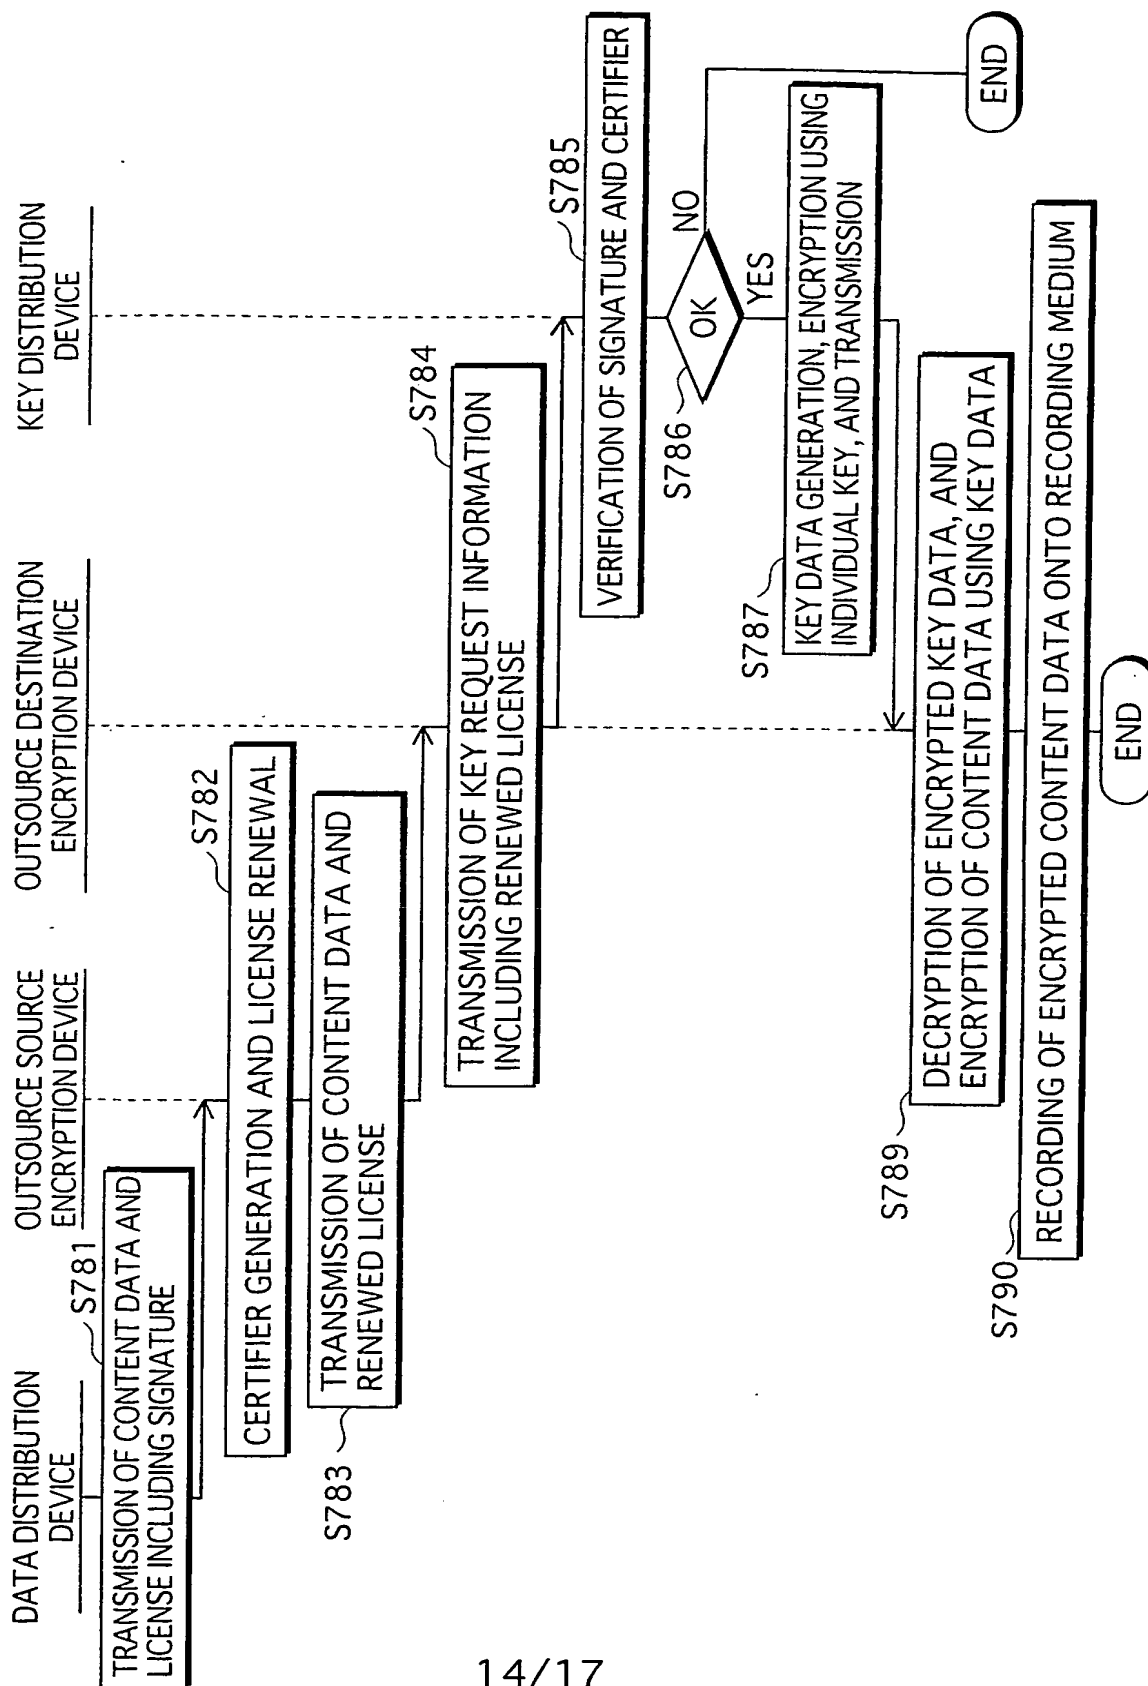 DATA DISTRIBUTION
DEVICE
OUTSOURCE SOURCE
ENCRYPTION DEVICE
OUTSOURCE DESTINATION
ENCRYPTION DEVICE
KEY DISTRIBUTION
DEVICE
S781
TRANSMISSION OF CONTENT DATA AND
LICENSE INCLUDING SIGNATURE
S782
CERTIFIER GENERATION AND LICENSE RENEWAL
S783
TRANSMISSION OF CONTENT DATA AND
RENEWED LICENSE
S784
TRANSMISSION OF KEY REQUEST INFORMATION
INCLUDING RENEWED LICENSE
S785
VERIFICATION OF SIGNATURE AND CERTIFIER
S786
OK
NO
YES
END
S787
KEY DATA GENERATION, ENCRYPTION USING
INDIVIDUAL KEY, AND TRANSMISSION
S789
DECRYPTION OF ENCRYPTED KEY DATA, AND
ENCRYPTION OF CONTENT DATA USING KEY DATA
S790
RECORDING OF ENCRYPTED CONTENT DATA ONTO RECORDING MEDIUM
END
14/17